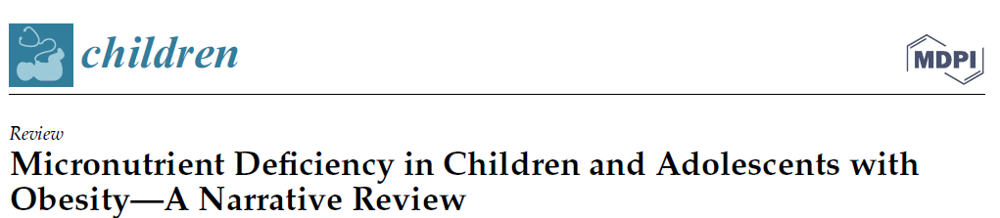 children
MDPI
Review
Micronutrient Deficiency in Children and Adolescents with
Obesity—A Narrative Review